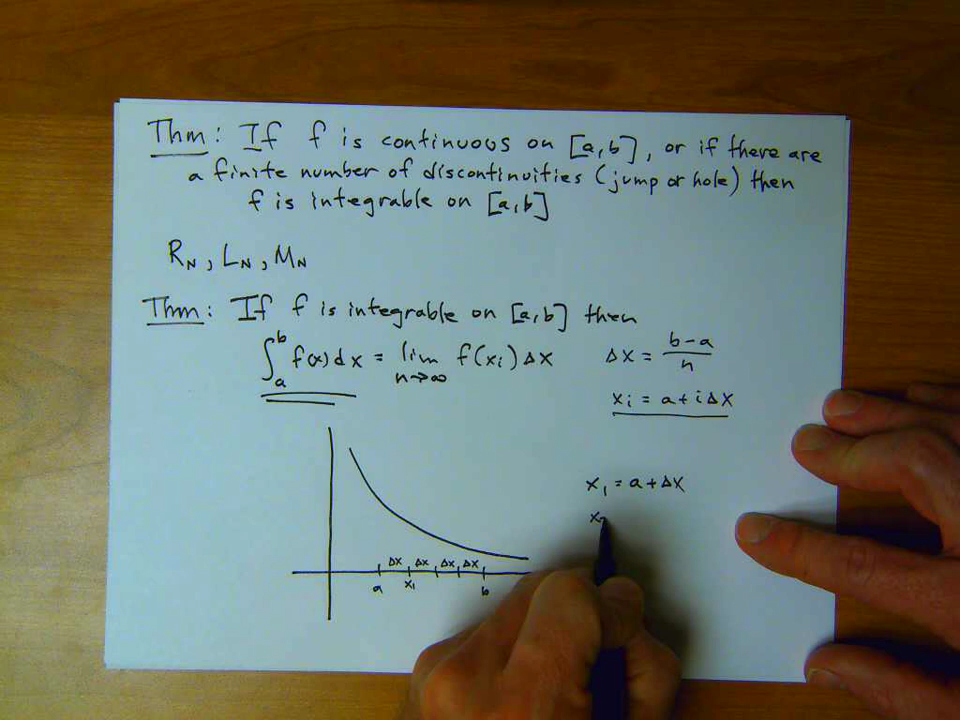 Thm: If f is continuous on [a,b], or if there are
a finite number of discontinuities (jump or hole) then
f is integrable on [a,b]
R_N, L_N, M_N
Thm: If f is integrable on [a,b] then
∫_a^b f(x)dx = lim_{n→∞} f(x_i)Δx Δx = (b-a)/n
x_i = a+iΔx
x_1 = a+Δx
x
Δx Δx Δx Δx
a x_1 b